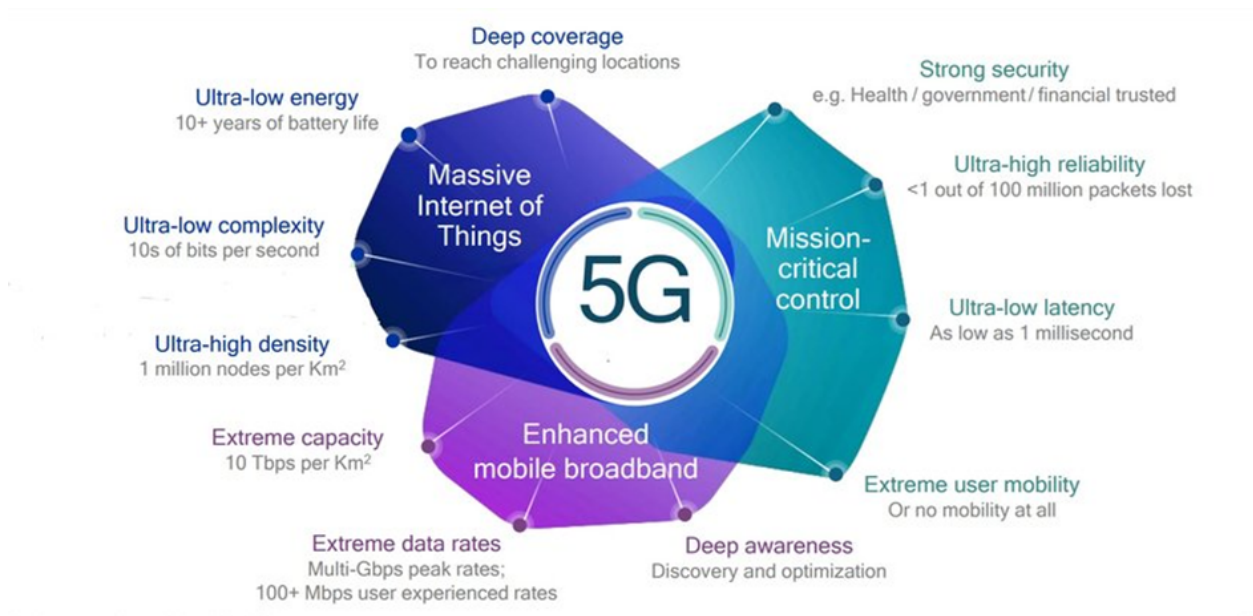 Deep coverage
To reach challenging locations
Ultra-low energy
10+ years of battery life
Ultra-low complexity
10s of bits per second
Ultra-high density
1 million nodes per Km²
Massive
Internet of
Things
5G
Strong security
e.g. Health / government / financial trusted
Ultra-high reliability
<1 out of 100 million packets lost
Mission-
critical
control
Ultra-low latency
As low as 1 millisecond
Extreme user mobility
Or no mobility at all
Extreme capacity
10 Tbps per Km²
Enhanced
mobile broadband
Extreme data rates
Multi-Gbps peak rates;
100+ Mbps user experienced rates
Deep awareness
Discovery and optimization